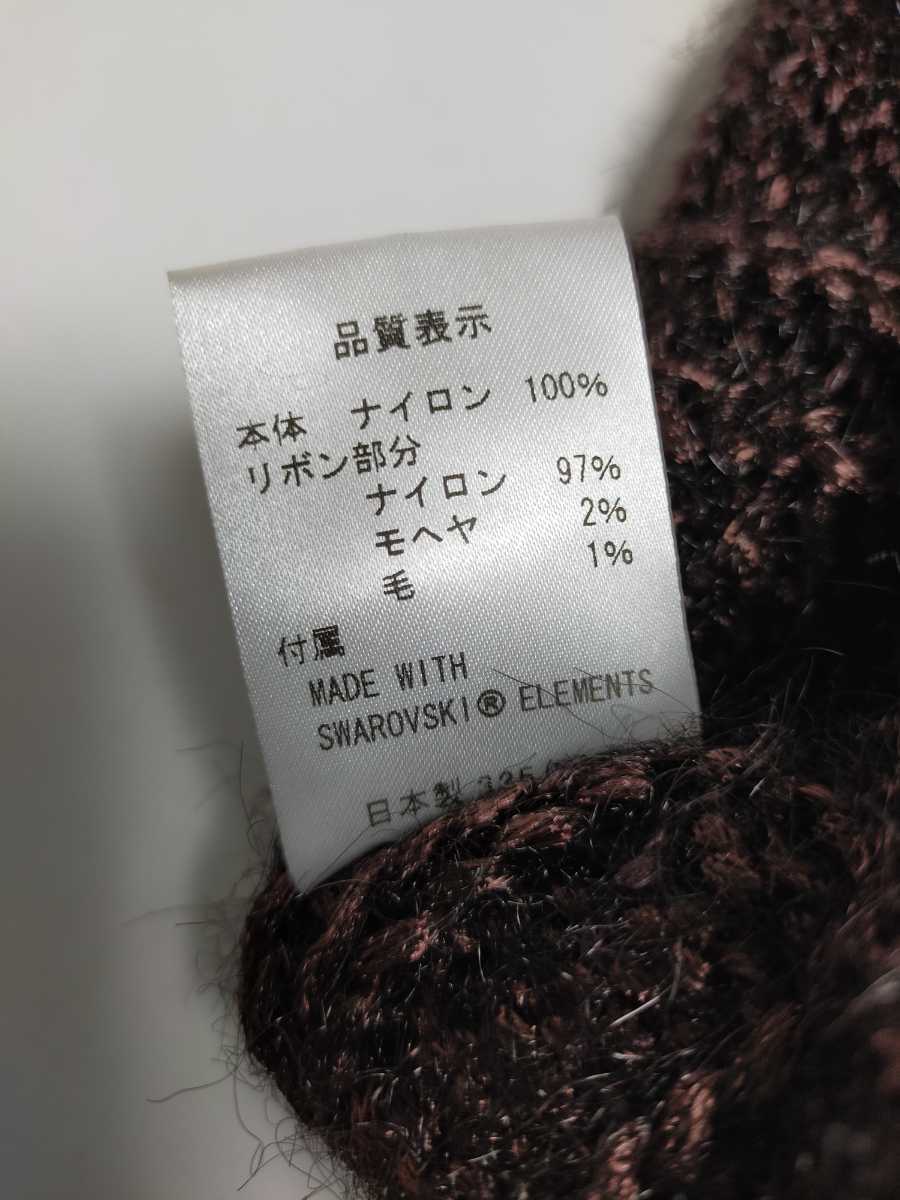 品質表示
本体 ナイロン 100%
リボン部分
ナイロン 97%
モヘヤ 2%
毛 1%
付属
MADE WITH
SWAROVSKI® ELEMENTS
日本製